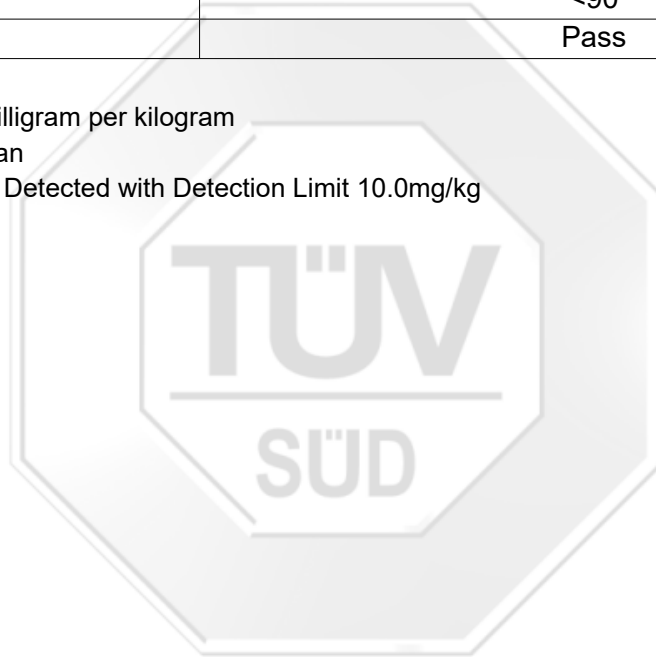 <90
Pass
illigram per kilogram
an
Detected with Detection Limit 10.0mg/kg
TÜV
SÜD